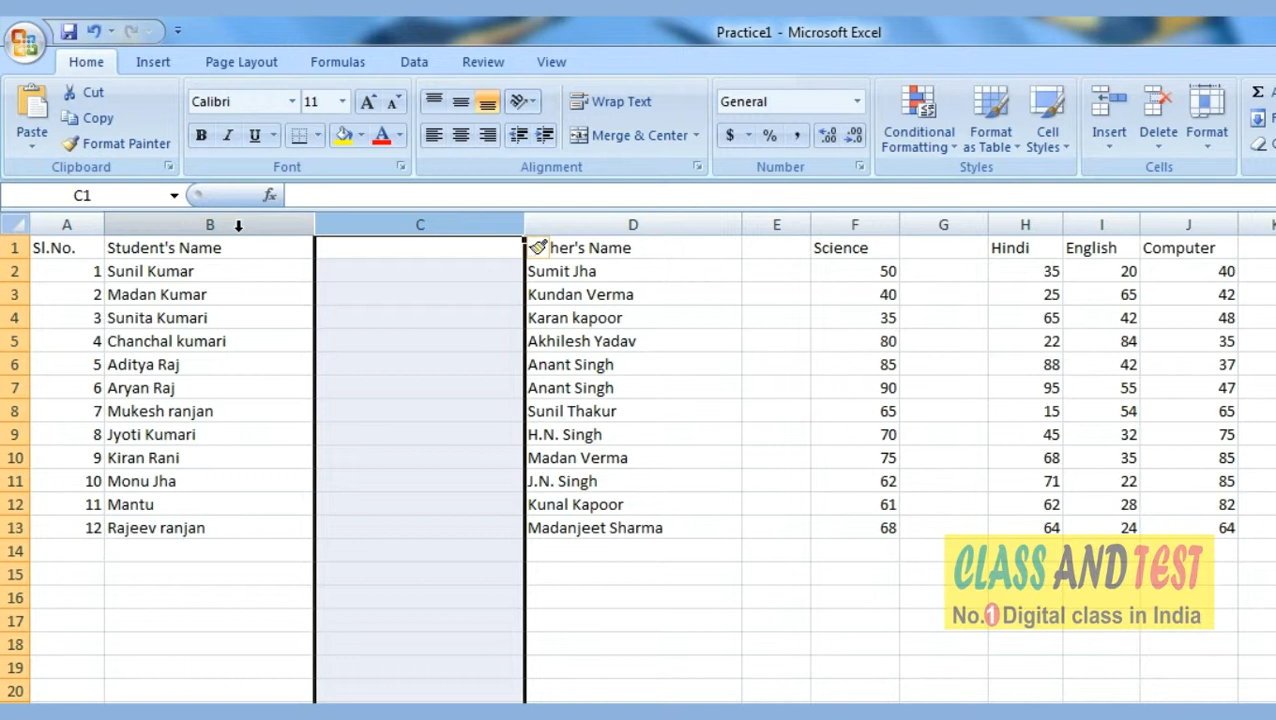 Practice1 - Microsoft Excel
Home Insert Page Layout Formulas Data Review View
Paste Cut Copy Format Painter Clipboard
Calibri 11 A A B I U A Font
Wrap Text Merge & Center Alignment
General $ % , .0 .00 .00 .0 Number
Conditional Formatting Format as Table Cell Styles Styles
Insert Delete Format Cells Σ
C1 fx
A B C D E F G H I J
1 Sl.No. Student's Name her's Name Science Hindi English Computer
2 1 Sunil Kumar Sumit Jha 50 35 20 40
3 2 Madan Kumar Kundan Verma 40 25 65 42
4 3 Sunita Kumari Karan kapoor 35 65 42 48
5 4 Chanchal kumari Akhilesh Yadav 80 22 84 35
6 5 Aditya Raj Anant Singh 85 88 42 37
7 6 Aryan Raj Anant Singh 90 95 55 47
8 7 Mukesh ranjan Sunil Thakur 65 15 54 65
9 8 Jyoti Kumari H.N. Singh 70 45 32 75
10 9 Kiran Rani Madan Verma 75 68 35 85
11 10 Monu Jha J.N. Singh 62 71 22 85
12 11 Mantu Kunal Kapoor 61 62 28 82
13 12 Rajeev ranjan Madanjeet Sharma 68 64 24 64
14
15
16
17
18
19
20
CLASS AND TEST
No.1 Digital class in India